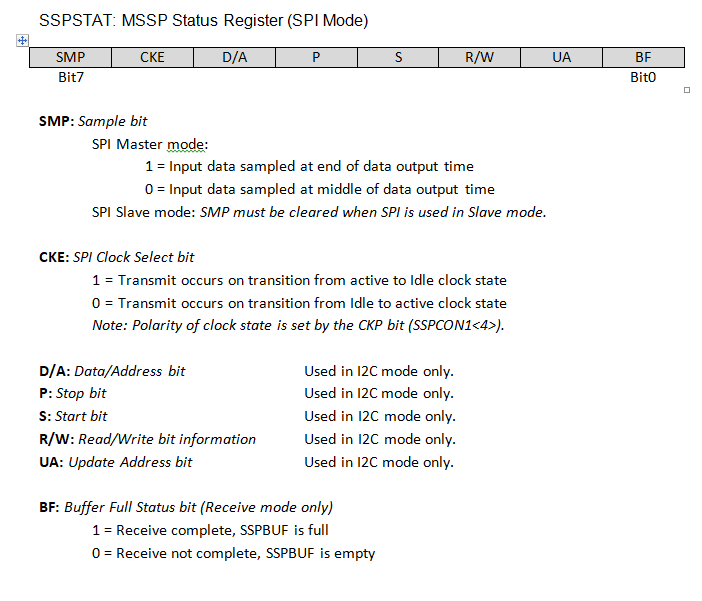 SSPSTAT: MSSP Status Register (SPI Mode)
SMP CKE D/A P S R/W UA BF
Bit7 Bit0
SMP: Sample bit
SPI Master mode:
1 = Input data sampled at end of data output time
0 = Input data sampled at middle of data output time
SPI Slave mode: SMP must be cleared when SPI is used in Slave mode.
CKE: SPI Clock Select bit
1 = Transmit occurs on transition from active to Idle clock state
0 = Transmit occurs on transition from Idle to active clock state
Note: Polarity of clock state is set by the CKP bit (SSPCON1<4>).
D/A: Data/Address bit Used in I2C mode only.
P: Stop bit Used in I2C mode only.
S: Start bit Used in I2C mode only.
R/W: Read/Write bit information Used in I2C mode only.
UA: Update Address bit Used in I2C mode only.
BF: Buffer Full Status bit (Receive mode only)
1 = Receive complete, SSPBUF is full
0 = Receive not complete, SSPBUF is empty